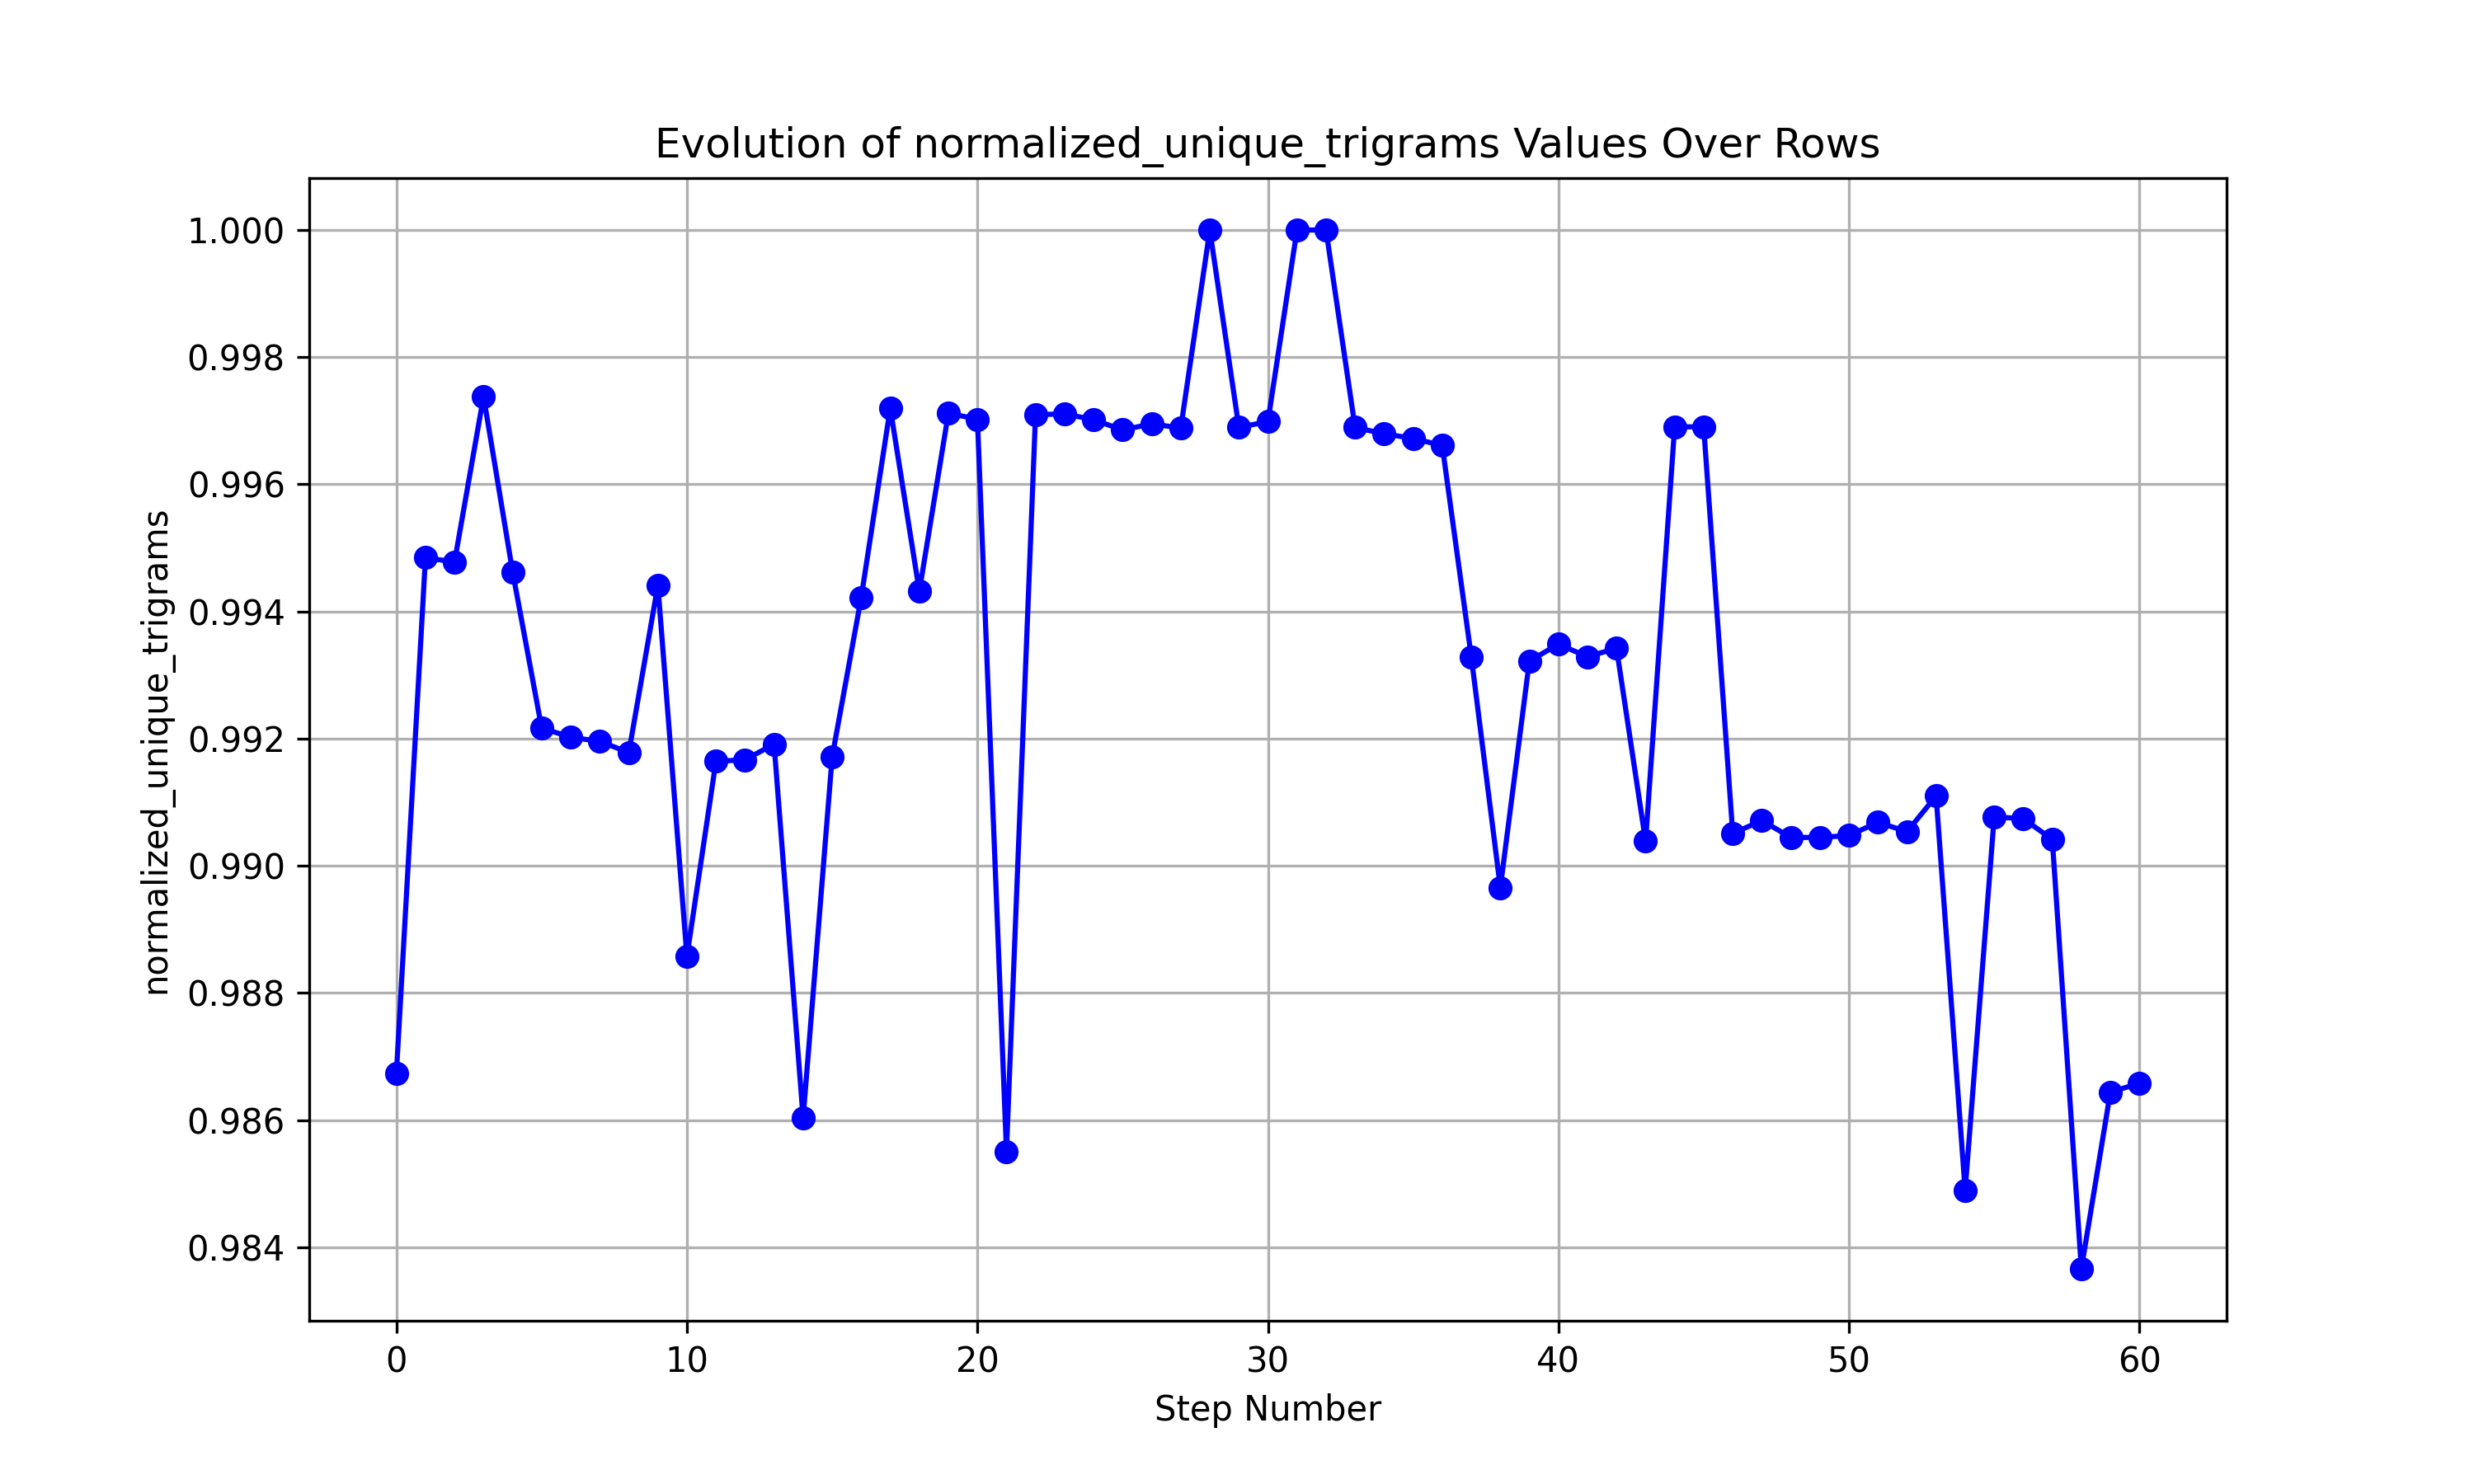 Evolution of normalized_unique_trigrams Values Over Rows
normalized_unique_trigrams
1.000
0.998
0.996
0.994
0.992
0.990
0.988
0.986
0.984
0 10 20 30 40 50 60
Step Number